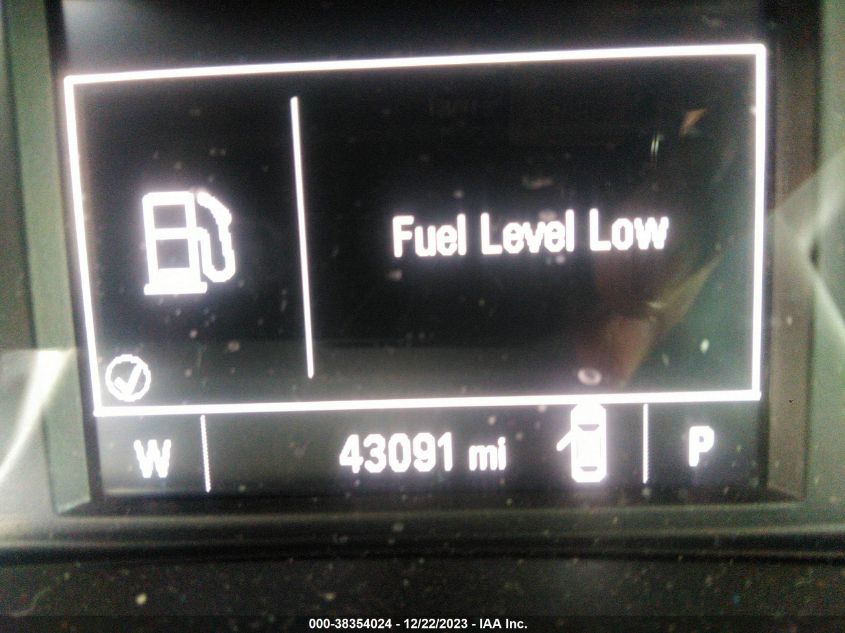 Fuel Level Low
W 43091 mi P
000-38354024 - 12/22/2023 - IAA Inc.